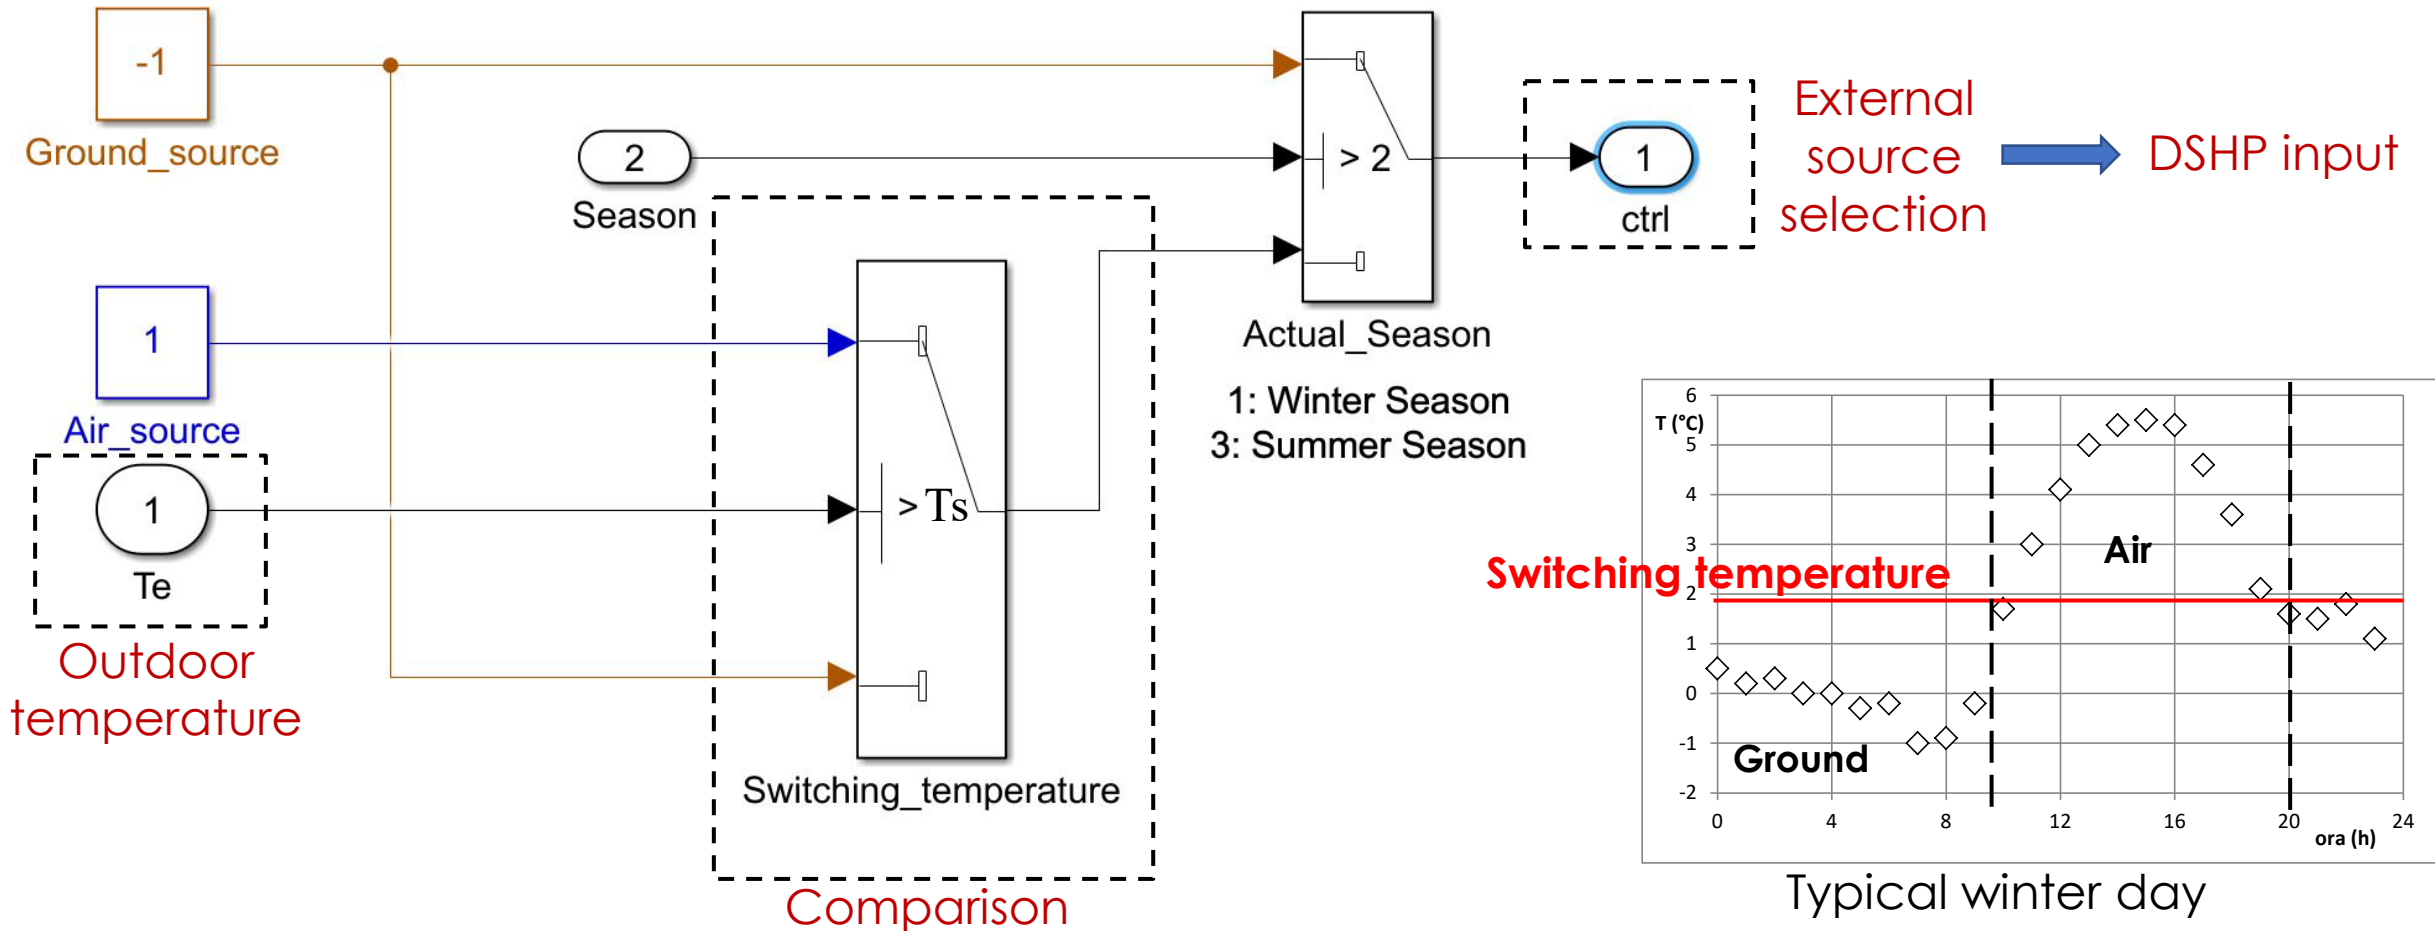 -1
Ground_source
2
Season
> 2
Actual_Season
1: Winter Season
3: Summer Season
1
ctrl
External
source
selection
DSHP input
1
Air_source
1
Te
Outdoor
temperature
> Ts
Switching_temperature
Comparison
T (°C)
6
5
4
3
2
1
0
-1
-2
Switching temperature
Air
Ground
0 4 8 12 16 20 24
ora (h)
Typical winter day